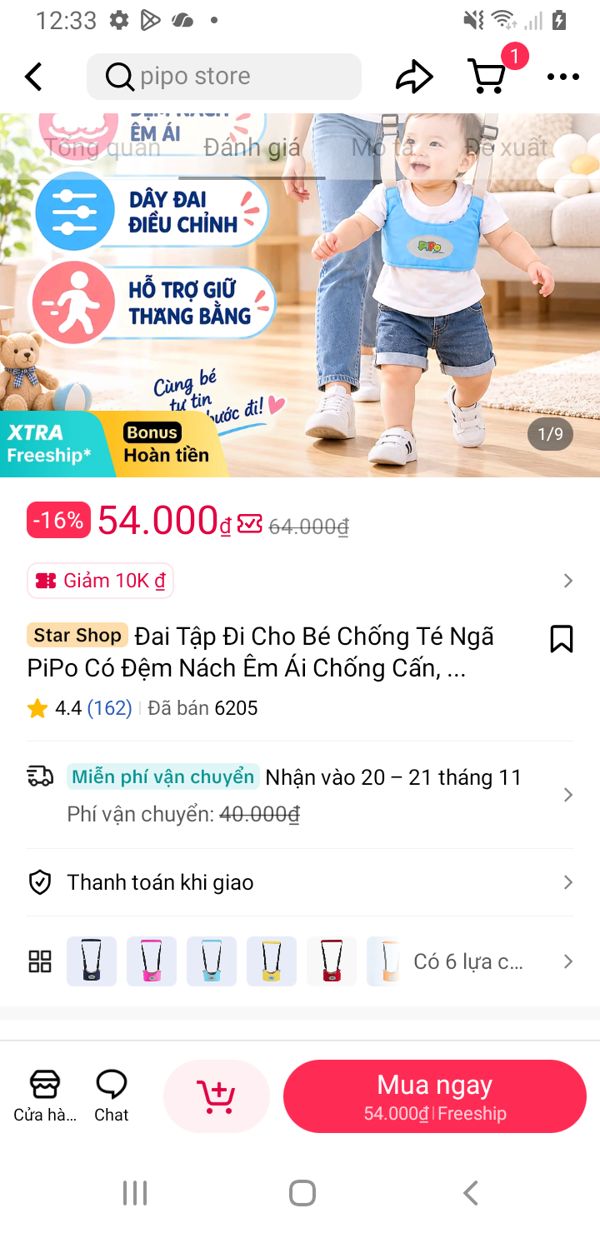 12:33
pipo store
1
ĐỆM NÁCH
ÊM ÁI
Tổng quan
Đánh giá
Mô tả
Đề xuất
DÂY ĐAI
ĐIỀU CHỈNH
PiPo
HỖ TRỢ GIỮ
THĂNG BẰNG
Cùng bé
tự tin
bước đi!
XTRA
Freeship*
Bonus
Hoàn tiền
1/9
-16% 54.000₫ 64.000₫
Giảm 10K ₫
Star Shop Đai Tập Đi Cho Bé Chống Té Ngã
PiPo Có Đệm Nách Êm Ái Chống Cấn, ...
4.4 (162) Đã bán 6205
Miễn phí vận chuyển Nhận vào 20 – 21 tháng 11
Phí vận chuyển: 40.000₫
Thanh toán khi giao
Có 6 lựa c...
Cửa hà...
Chat
Mua ngay
54.000₫ | Freeship